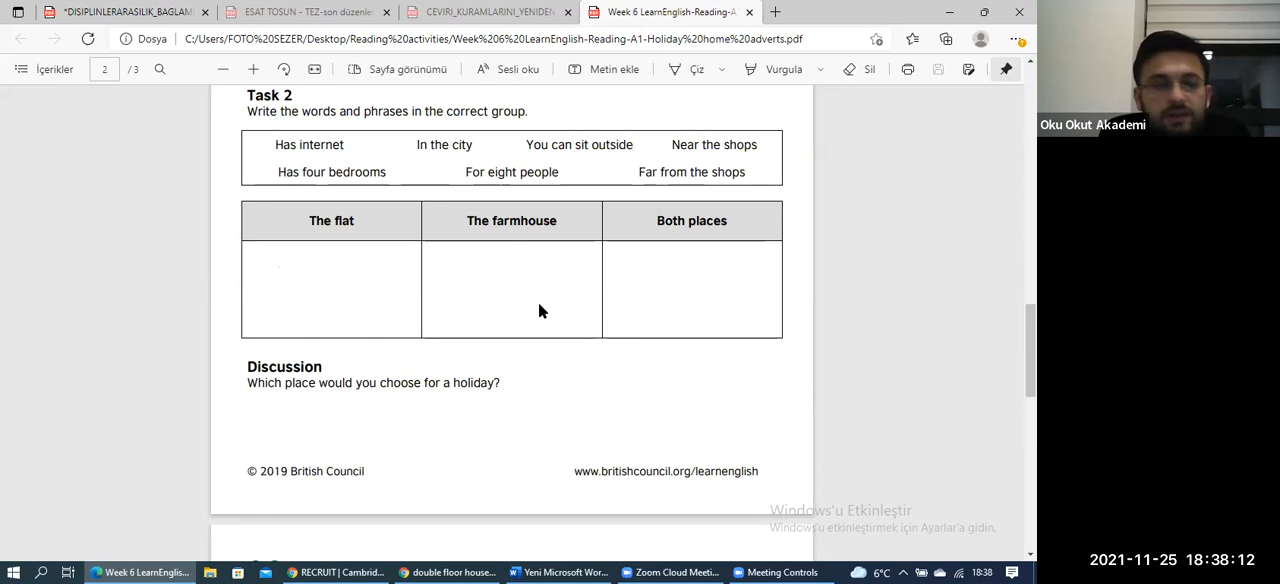 *DISIPLINLERARASILIK_BAGLAM
ESAT TOSUN - TEZ-son düzenler
CEVIRI_KURAMLARINI_YENIDEN
Week 6 LearnEnglish-Reading-A
Dosya C:/Users/FOTO%20SEZER/Desktop/Reading%20activities/Week%206%20LearnEnglish-Reading-A1-Holiday%20home%20adverts.pdf
İçerikler 2 / 3 Sayfa görünümü Sesli oku Metin ekle Çiz Vurgula Sil
Task 2
Write the words and phrases in the correct group.
Has internet In the city You can sit outside Near the shops
Has four bedrooms For eight people Far from the shops
The flat The farmhouse Both places
Discussion
Which place would you choose for a holiday?
© 2019 British Council www.britishcouncil.org/learnenglish
Windows'u Etkinleştir
Windows'u etkinleştirmek için Ayarlar'a gidin.
Oku Okut Akademi
2021-11-25 18:38:12
Week 6 LearnEnglis... RECRUIT | Cambrid... double floor house... Yeni Microsoft Wor... Zoom Cloud Meeti... Meeting Controls 6°C 18:38